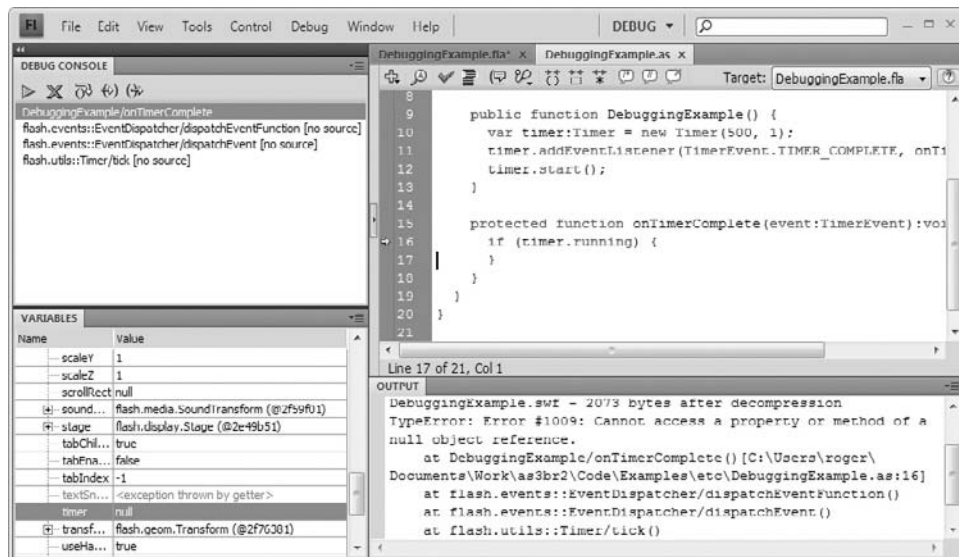 Fl File Edit View Tools Control Debug Window Help DEBUG
DEBUG CONSOLE
DebuggingExample/onTimerComplete
flash.events::EventDispatcher/dispatchEventFunction [no source]
flash.events::EventDispatcher/dispatchEvent [no source]
flash.utils::Timer/tick [no source]
VARIABLES
Name Value
scaleY 1
scaleZ 1
scrollRect null
sound... flash.media.SoundTransform (@2f59f01)
stage flash.display.Stage (@2e49b51)
tabChil... true
tabEna... false
tabIndex -1
textSn... <exception thrown by getter>
timer null
transf... flash.geom.Transform (@2f76381)
useHa... true
DebuggingExample.fla* × DebuggingExample.as ×
Target: DebuggingExample.fla
8
9 public function DebuggingExample() {
10 var timer:Timer = new Timer(500, 1);
11 timer.addEventListener(TimerEvent.TIMER_COMPLETE, onTi
12 timer.start();
13 }
14
15 protected function onTimerComplete(event:TimerEvent):voi
16 if (timer.running) {
17 }
18 }
19 }
20 }
21
Line 17 of 21, Col 1
OUTPUT
DebuggingExample.swf - 2073 bytes after decompression
TypeError: Error #1009: Cannot access a property or method of a
null object reference.
at DebuggingExample/onTimerComplete()[C:\Users\roger\
Documents\Work\as3br2\Code\Examples\etc\DebuggingExample.as:16]
at flash.events::EventDispatcher/dispatchEventFunction()
at flash.events::EventDispatcher/dispatchEvent()
at flash.utils::Timer/tick()